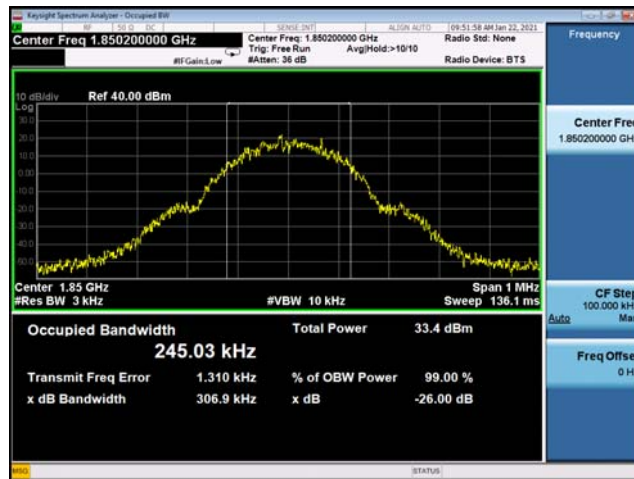 Keysight Spectrum Analyzer - Occupied BW
RF 50 Ω DC SENSE:INT ALIGN AUTO 09:51:58 AM Jan 22, 2021
Center Freq 1.850200000 GHz
Center Freq: 1.850200000 GHz
Radio Std: None
Trig: Free Run
Avg|Hold:>10/10
#IFGain:Low
#Atten: 36 dB
Radio Device: BTS
Frequency
10 dB/div
Ref 40.00 dBm
Log
30.0
20.0
10.0
0.00
-10.0
-20.0
-30.0
-40.0
-50.0
Center 1.85 GHz
Span 1 MHz
#Res BW 3 kHz
#VBW 10 kHz
Sweep 136.1 ms
Occupied Bandwidth
245.03 kHz
Total Power
33.4 dBm
Transmit Freq Error
1.310 kHz
% of OBW Power
99.00 %
x dB Bandwidth
306.9 kHz
x dB
-26.00 dB
Center Fre
1.850200000 GH
CF Step
100.000 kH
Auto
Ma
Freq Offse
0 H
MSG
STATUS